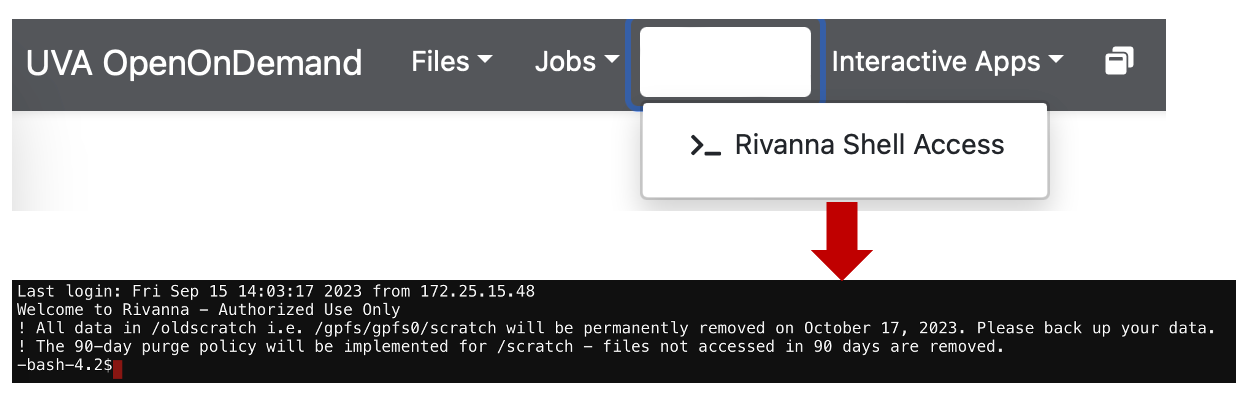 UVA OpenOnDemand Files Jobs Interactive Apps
>_ Rivanna Shell Access
Last login: Fri Sep 15 14:03:17 2023 from 172.25.15.48
Welcome to Rivanna - Authorized Use Only
! All data in /oldscratch i.e. /gpfs/gpfs0/scratch will be permanently removed on October 17, 2023. Please back up your data.
! The 90-day purge policy will be implemented for /scratch - files not accessed in 90 days are removed.
-bash-4.2$